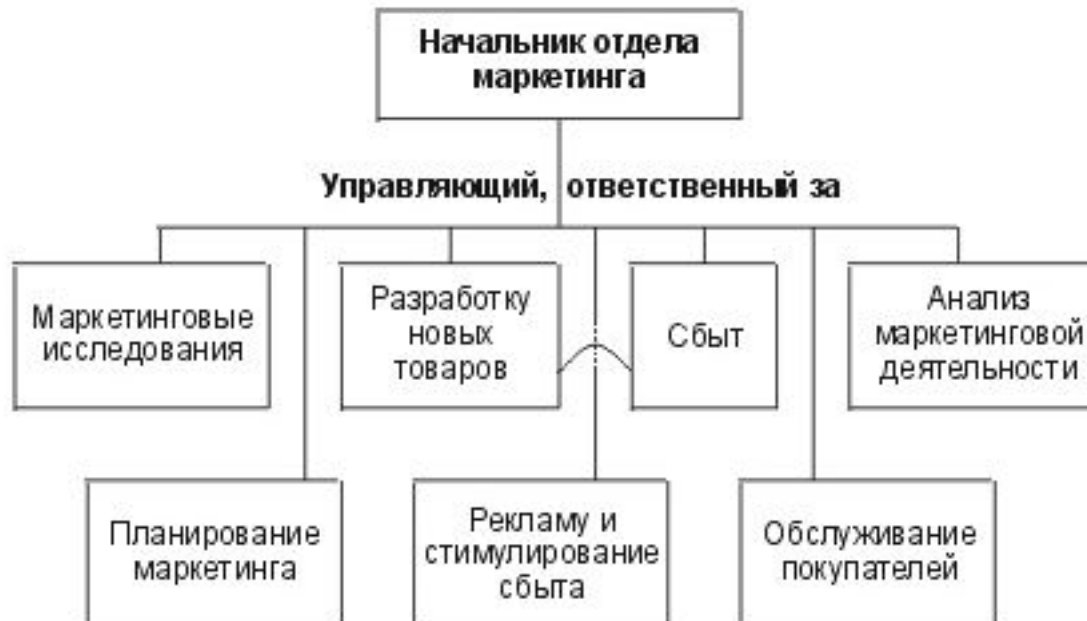 Начальник отдела
маркетинга
Управляющий, ответственный за
Маркетинговые
исследования
Разработку
новых
товаров
Сбыт
Анализ
маркетинговой
деятельности
Планирование
маркетинга
Рекламу и
стимулирование
сбыта
Обслуживание
покупателей